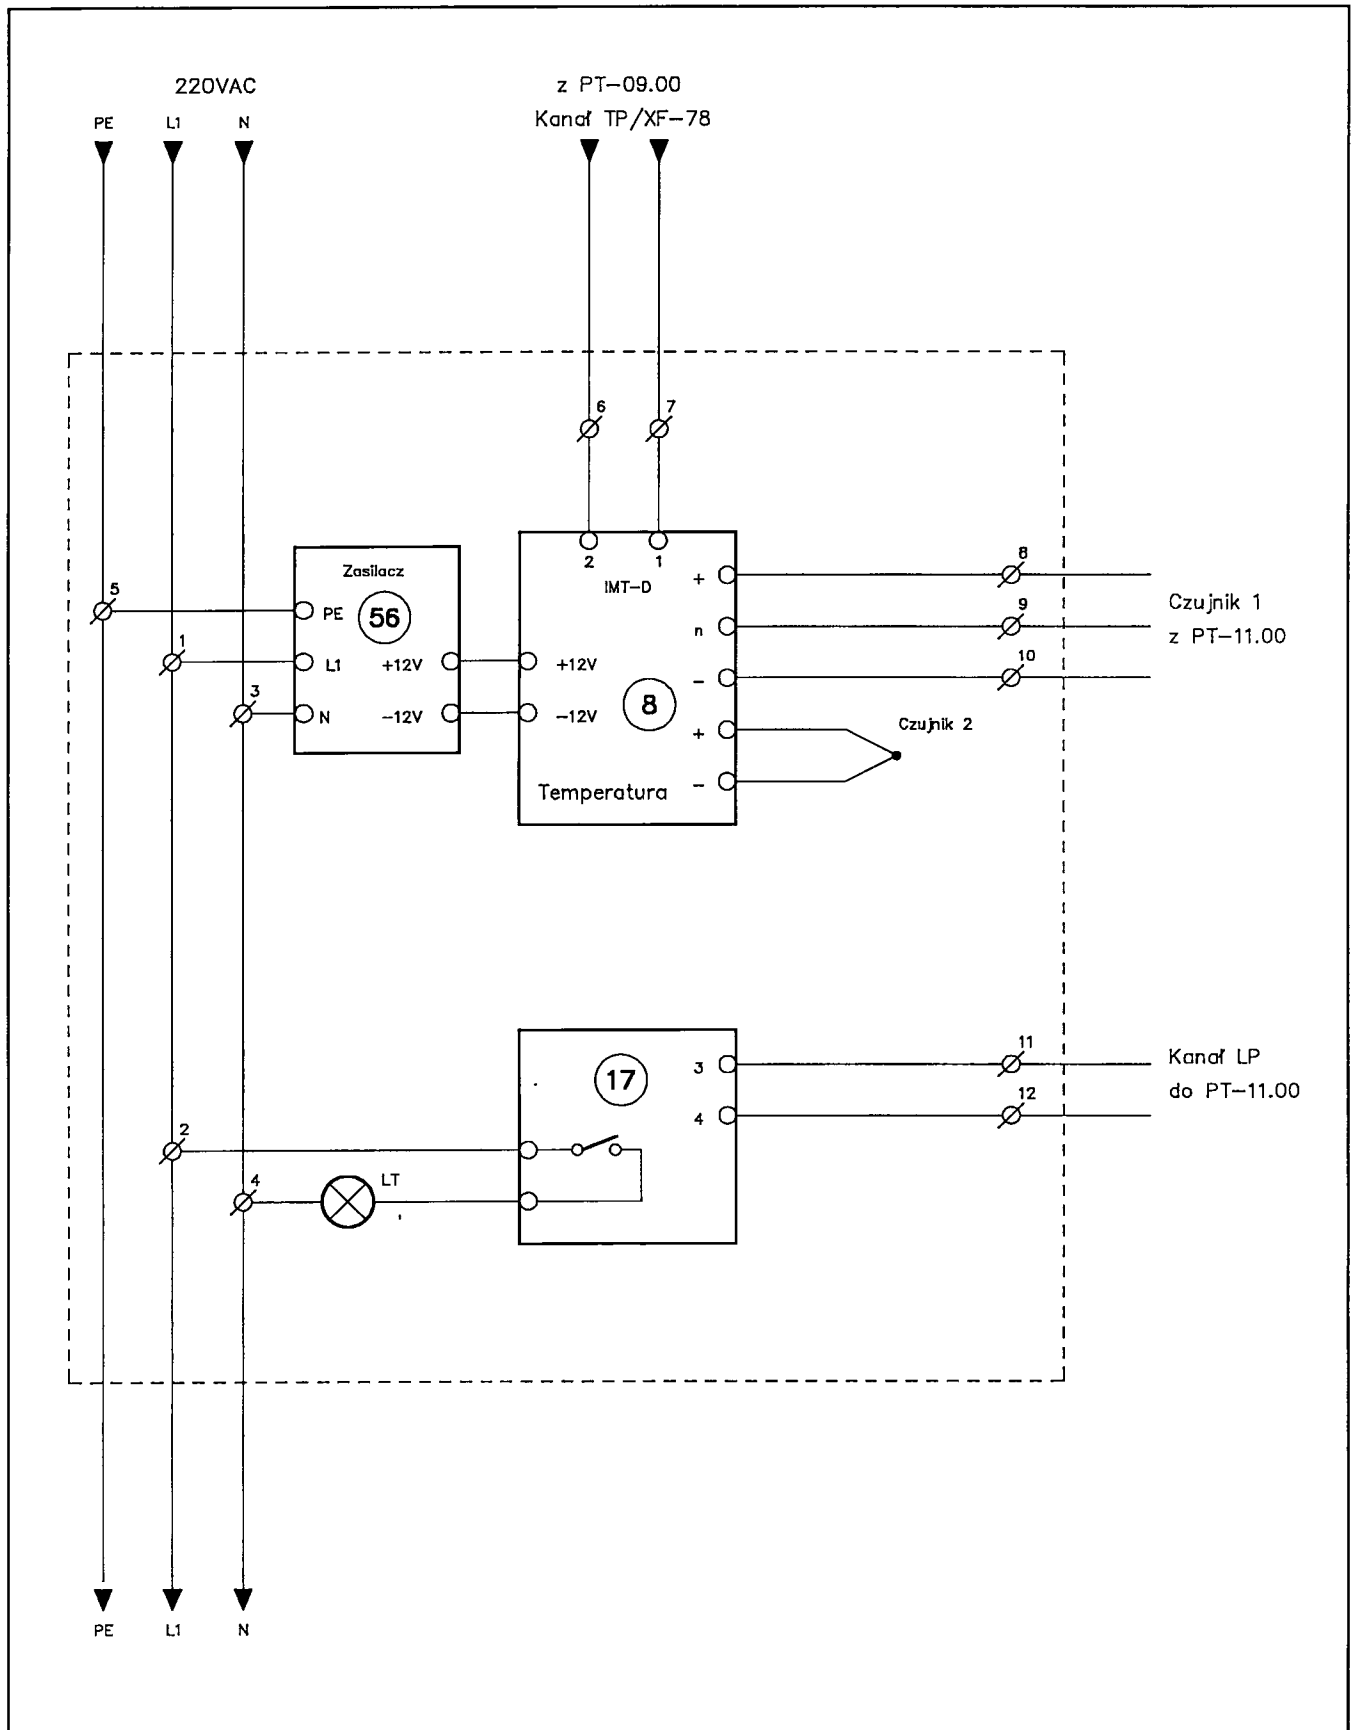 220VAC
z PT-09.00
Kanał TP/XF-78
PE L1 N
6 7
2 1
IMT-D
Zasilacz
56
PE
L1 +12V
N -12V
5
1
3
+12V
-12V
8
Temperatura
+
n
-
+
-
8
9
10
Czujnik 1
z PT-11.00
Czujnik 2
17
3
4
11
12
Kanał LP
do PT-11.00
2
4
LT
PE L1 N